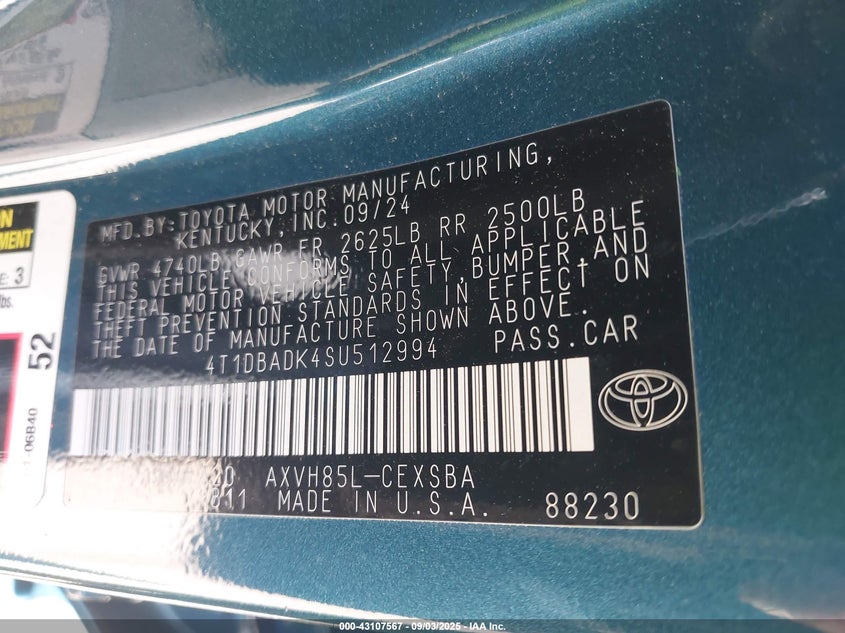 MFD.BY:TOYOTA MOTOR MANUFACTURING,
KENTUCKY,INC.09/24
GVWR 4740LB GAWR FR 2625LB RR 2500LB
THIS VEHICLE CONFORMS TO ALL APPLICABLE
FEDERAL MOTOR VEHICLE SAFETY,BUMPER,AND
THEFT PREVENTION STANDARDS IN EFFECT ON
THE DATE OF MANUFACTURE SHOWN ABOVE.
4T1DBADK4SU512994 PASS.CAR
AXVH85L-CEXSBA
MADE IN U.S.A. 88230
3
52
000-43107567 - 09/03/2025 - IAA Inc.